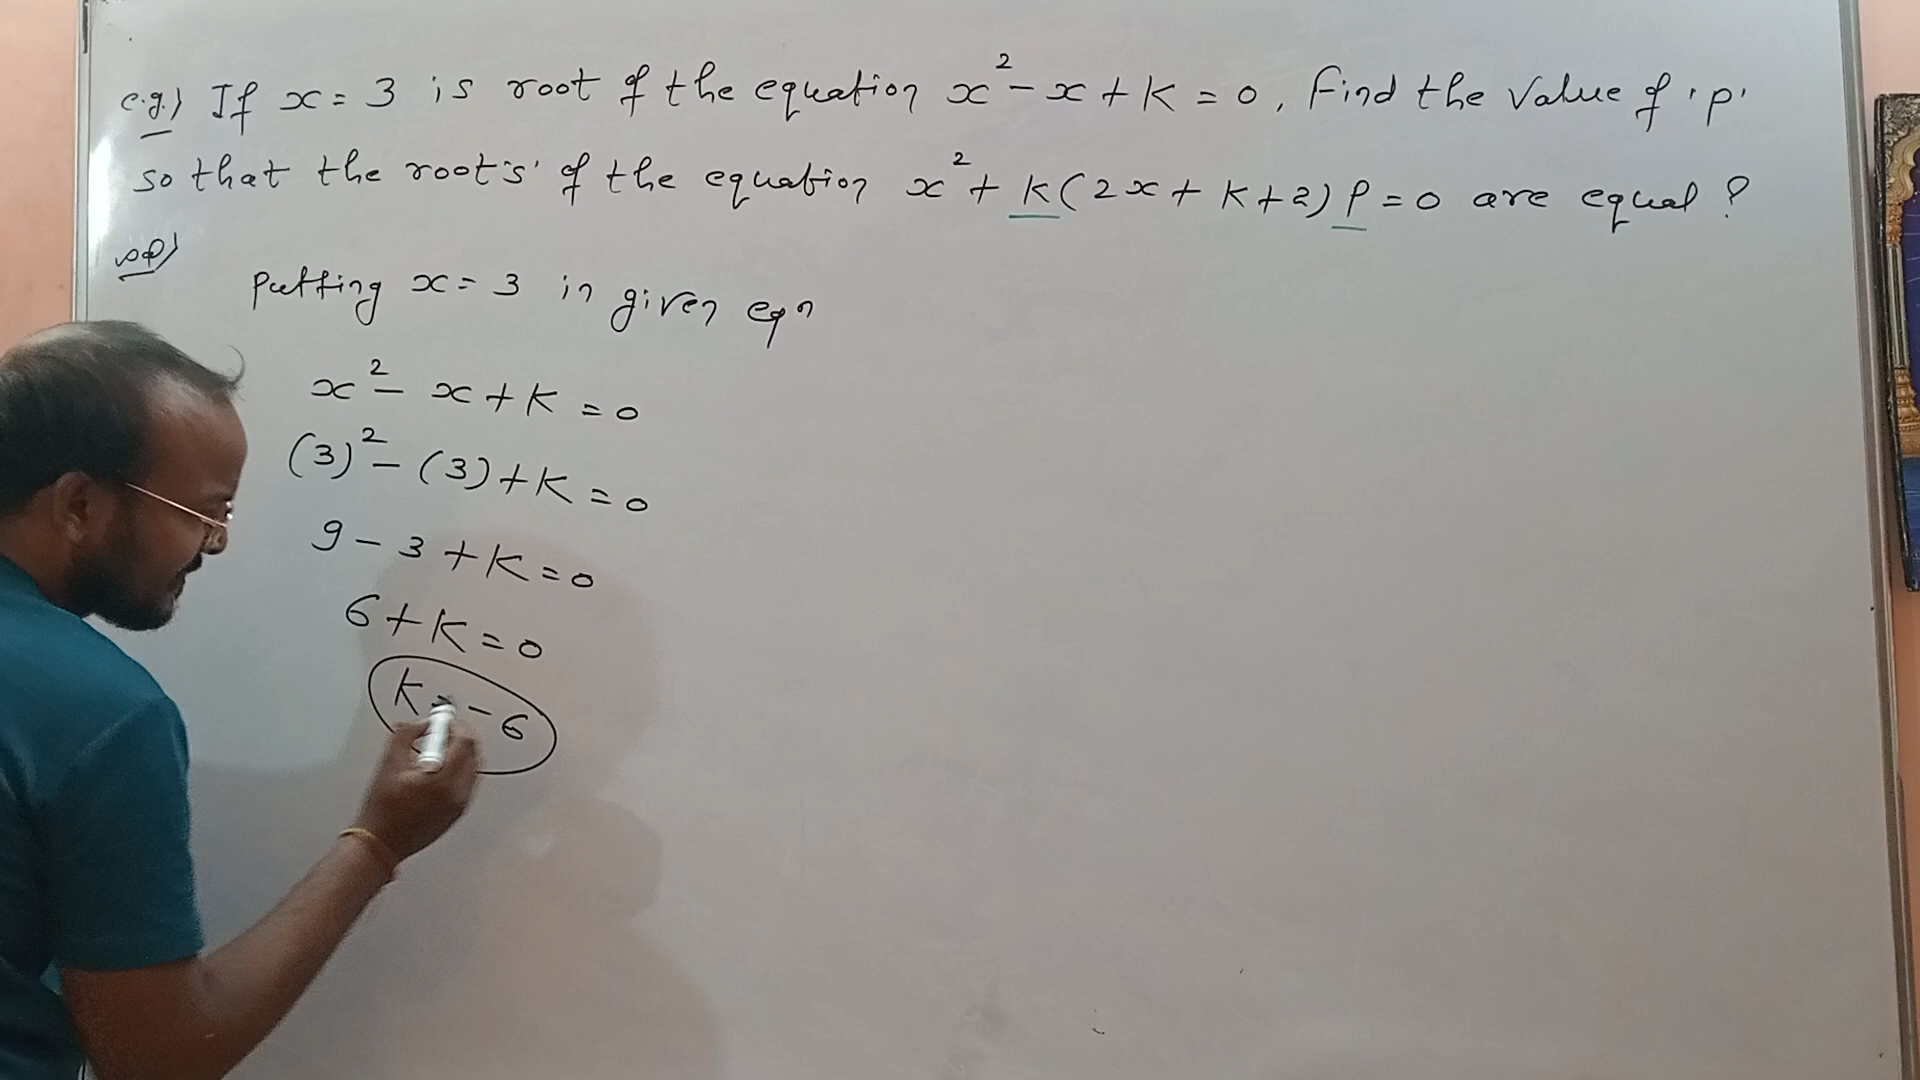 e.g.) If x = 3 is root of the equation x² - x + K = 0, Find the Value of 'p'
so that the root's' of the equation x² + k(2x + K+2) P = 0 are equal ?
sol)
Putting x = 3 in given eqn
x² - x + K = 0
(3)² - (3) + K = 0
9 - 3 + K = 0
6 + K = 0
K = -6